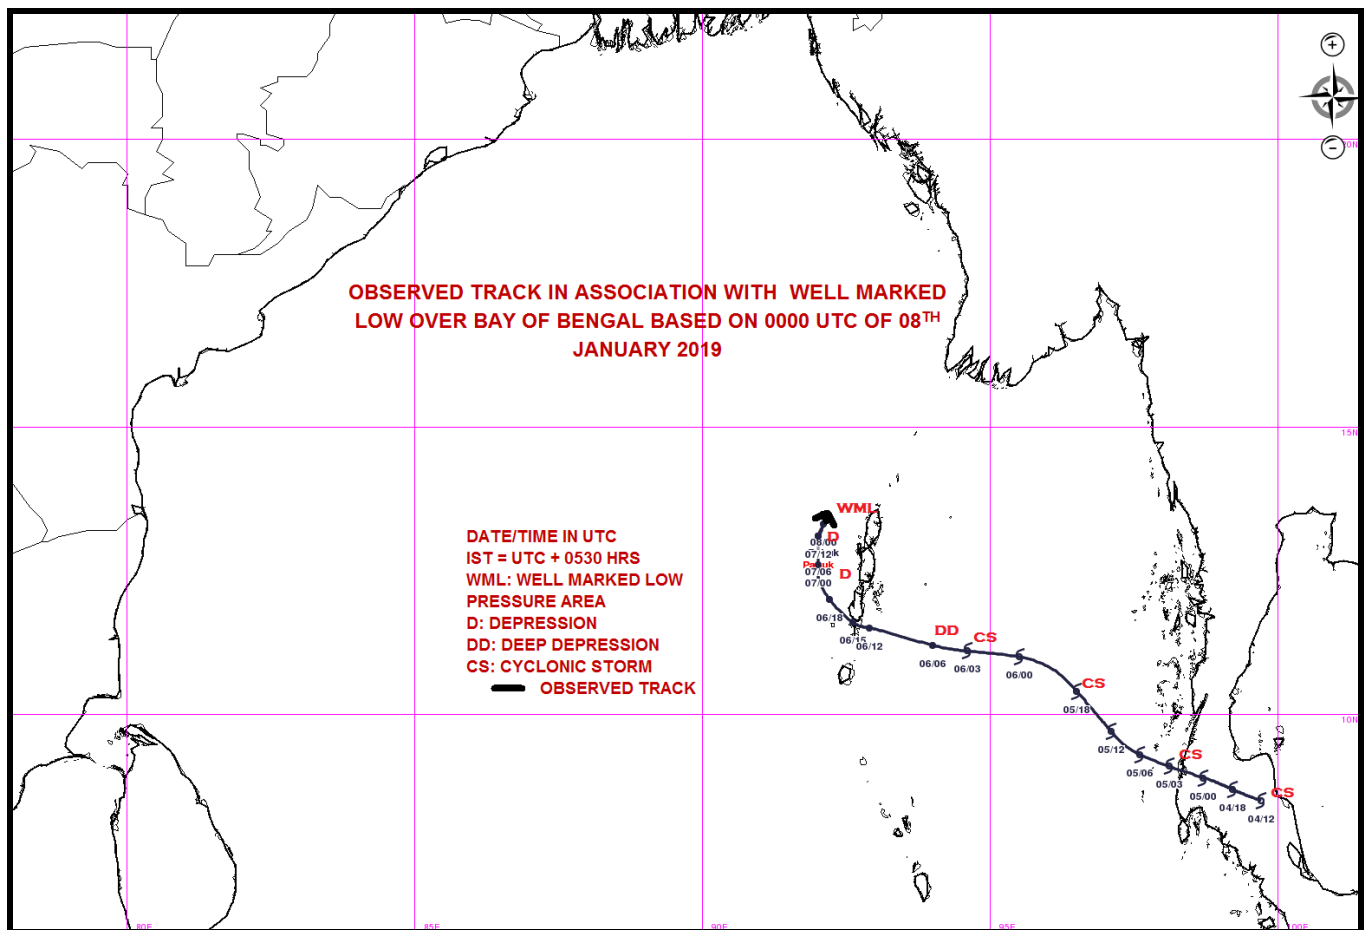 20N
OBSERVED TRACK IN ASSOCIATION WITH WELL MARKED
LOW OVER BAY OF BENGAL BASED ON 0000 UTC OF 08TH
JANUARY 2019
15N
WML
DATE/TIME IN UTC
IST = UTC + 0530 HRS
WML: WELL MARKED LOW
PRESSURE AREA
D: DEPRESSION
DD: DEEP DEPRESSION
CS: CYCLONIC STORM
OBSERVED TRACK
D
08/00
07/12
07/06
D
07/00
06/18
06/15
06/12
DD
CS
06/06
06/03
06/00
CS
05/18
10N
05/12
CS
05/06
05/03
05/00
CS
04/18
04/12
80E
85E
90E
95E
100E